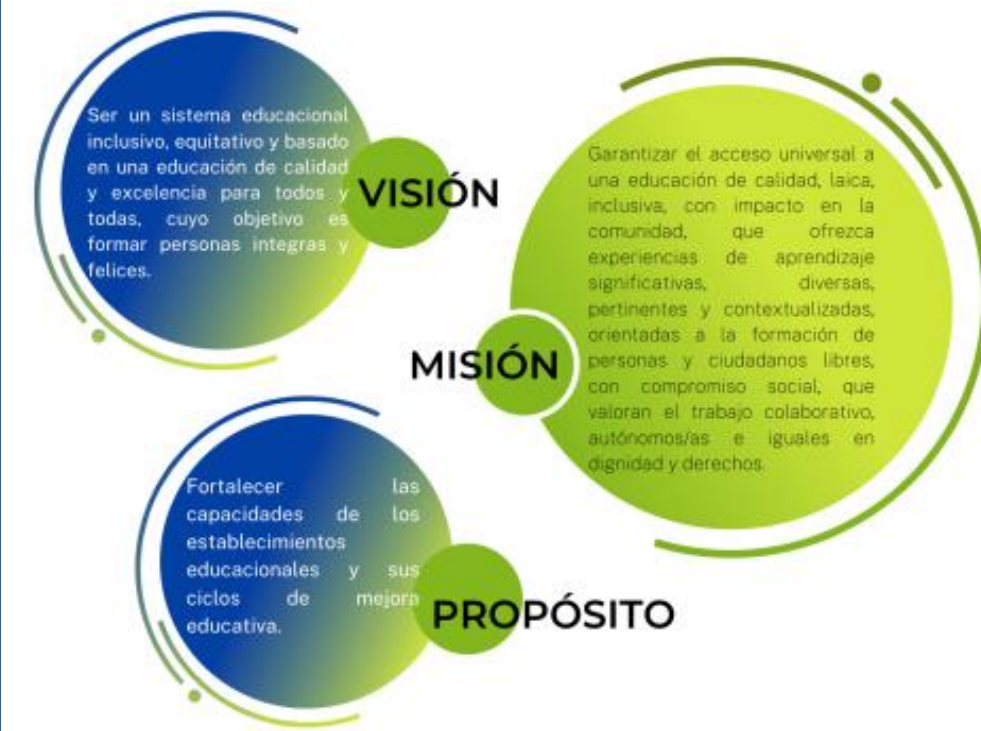 Ser un sistema educacional
inclusivo, equitativo y basado
en una educación de calidad
y excelencia para todos y
todas, cuyo objetivo es
formar personas integras y
felices.
VISIÓN
Garantizar el acceso universal a
una educación de calidad, laica,
inclusiva, con impacto en la
comunidad, que ofrezca
experiencias de aprendizaje
significativas, diversas,
pertinentes y contextualizadas,
orientadas a la formación de
personas y ciudadanos libres,
con compromiso social, que
valoran el trabajo colaborativo,
autónomos/as e iguales en
dignidad y derechos.
MISIÓN
Fortalecer las
capacidades de los
establecimientos
educacionales y sus
ciclos de mejora
educativa.
PROPÓSITO